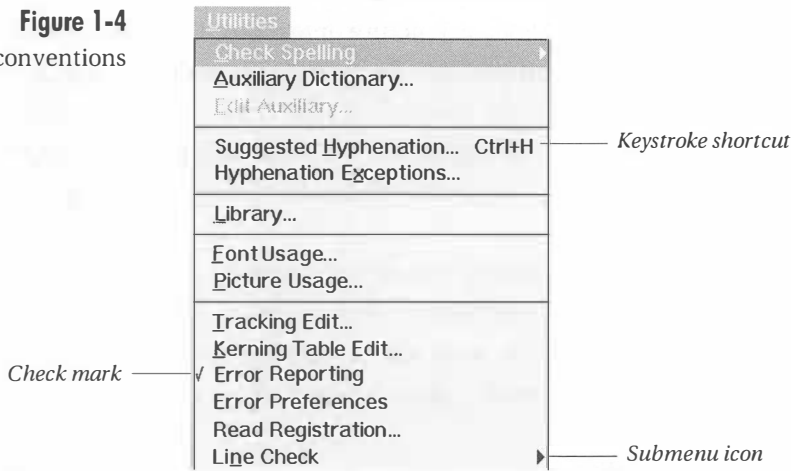 Figure 1-4
conventions
Utilities
Check Spelling
Auxiliary Dictionary...
Edit Auxiliary...
Suggested Hyphenation... Ctrl+H
Keystroke shortcut
Hyphenation Exceptions...
Library...
Font Usage...
Picture Usage...
Tracking Edit...
Kerning Table Edit...
Check mark
√ Error Reporting
Error Preferences
Read Registration...
Line Check
Submenu icon